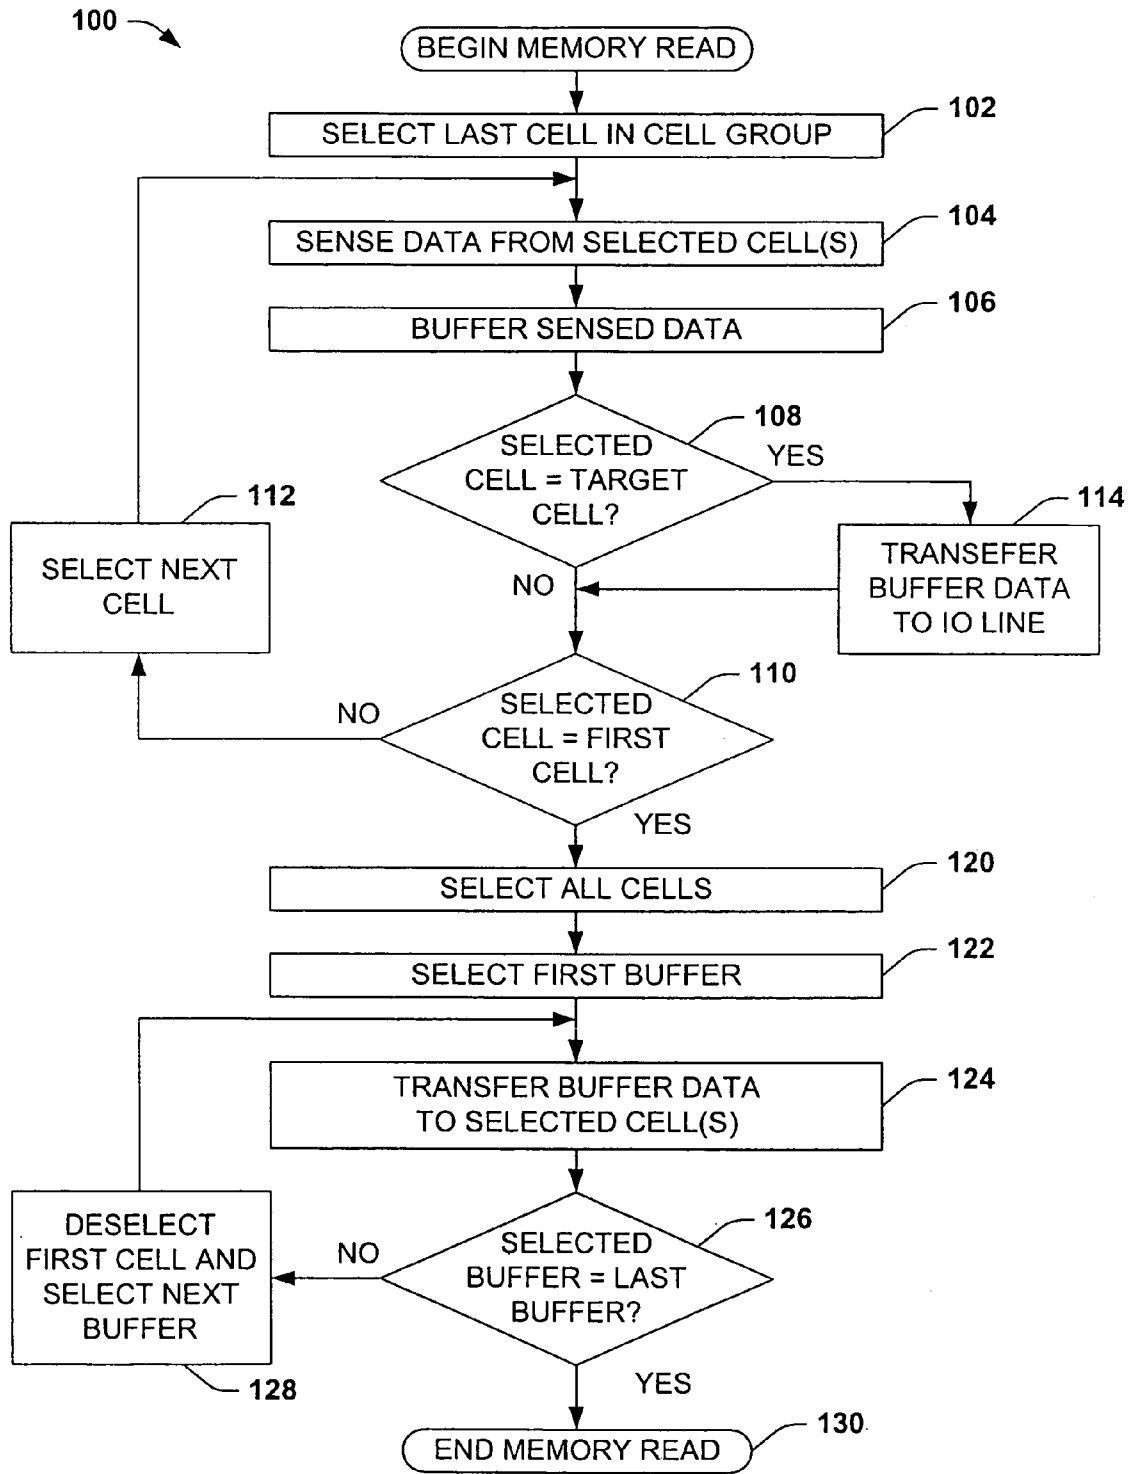 100
BEGIN MEMORY READ
102
SELECT LAST CELL IN CELL GROUP
104
SENSE DATA FROM SELECTED CELL(S)
106
BUFFER SENSED DATA
108
SELECTED
CELL = TARGET
CELL?
YES
NO
112
SELECT NEXT
CELL
114
TRANSEFER
BUFFER DATA
TO IO LINE
110
SELECTED
CELL = FIRST
CELL?
NO
YES
120
SELECT ALL CELLS
122
SELECT FIRST BUFFER
124
TRANSFER BUFFER DATA
TO SELECTED CELL(S)
126
SELECTED
BUFFER = LAST
BUFFER?
NO
DESELECT
FIRST CELL AND
SELECT NEXT
BUFFER
128
YES
130
END MEMORY READ